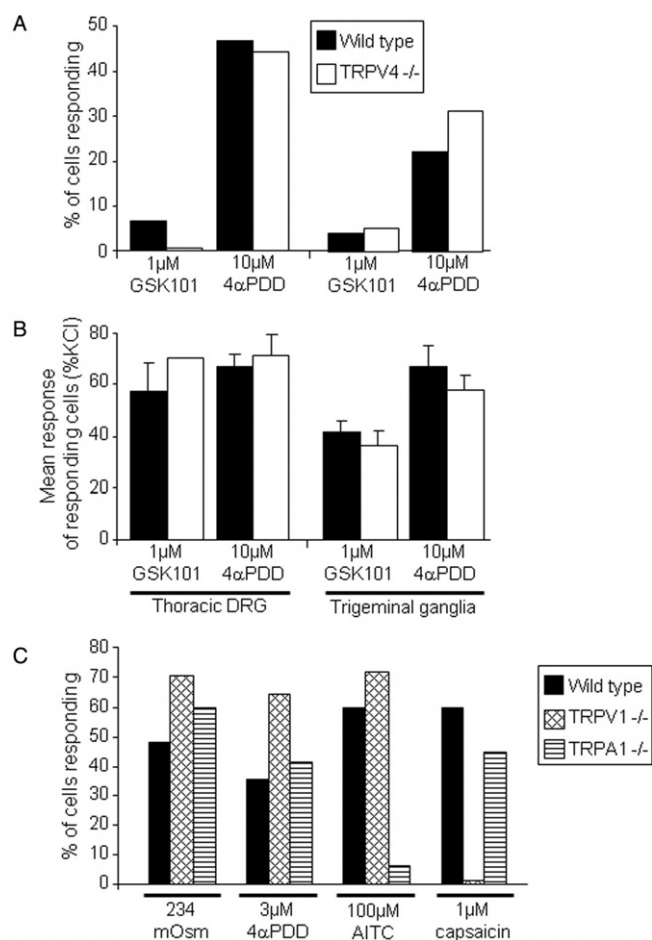 A
% of cells responding
50
40
30
20
10
0
Wild type
TRPV4 -/-
1µM 10µM 1µM 10µM
GSK101 4αPDD GSK101 4αPDD
B
Mean response
of responding cells (%KCl)
80
60
40
20
0
1µM 10µM 1µM 10µM
GSK101 4αPDD GSK101 4αPDD
Thoracic DRG Trigeminal ganglia
C
% of cells responding
80
70
60
50
40
30
20
10
0
Wild type
TRPV1 -/-
TRPA1 -/-
234 3µM 100µM 1µM
mOsm 4αPDD AITC capsaicin